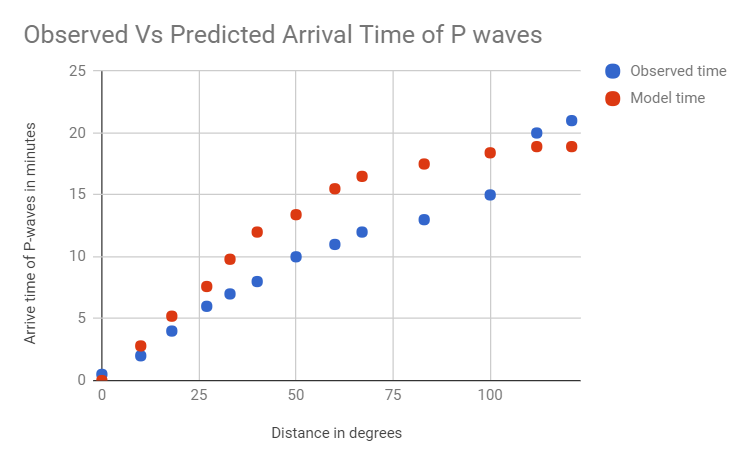 Observed Vs Predicted Arrival Time of P waves
Observed time
Model time
Arrive time of P-waves in minutes
25
20
15
10
5
0
0 25 50 75 100
Distance in degrees